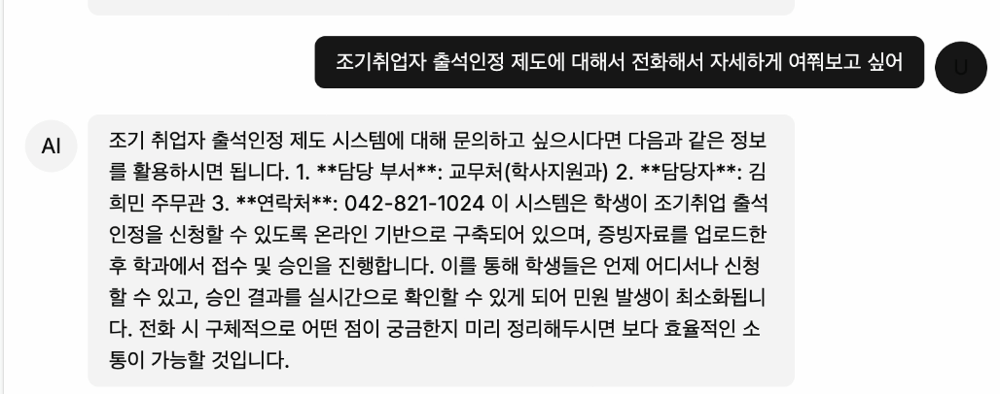 조기취업자 출석인정 제도에 대해서 전화해서 자세하게 여쭤보고 싶어
U
AI
조기 취업자 출석인정 제도 시스템에 대해 문의하고 싶으시다면 다음과 같은 정보
를 활용하시면 됩니다. 1. **담당 부서**: 교무처(학사지원과) 2. **담당자**: 김
희민 주무관 3. **연락처**: 042-821-1024 이 시스템은 학생이 조기취업 출석
인정을 신청할 수 있도록 온라인 기반으로 구축되어 있으며, 증빙자료를 업로드한
후 학과에서 접수 및 승인을 진행합니다. 이를 통해 학생들은 언제 어디서나 신청
할 수 있고, 승인 결과를 실시간으로 확인할 수 있게 되어 민원 발생이 최소화됩니
다. 전화 시 구체적으로 어떤 점이 궁금한지 미리 정리해두시면 보다 효율적인 소
통이 가능할 것입니다.